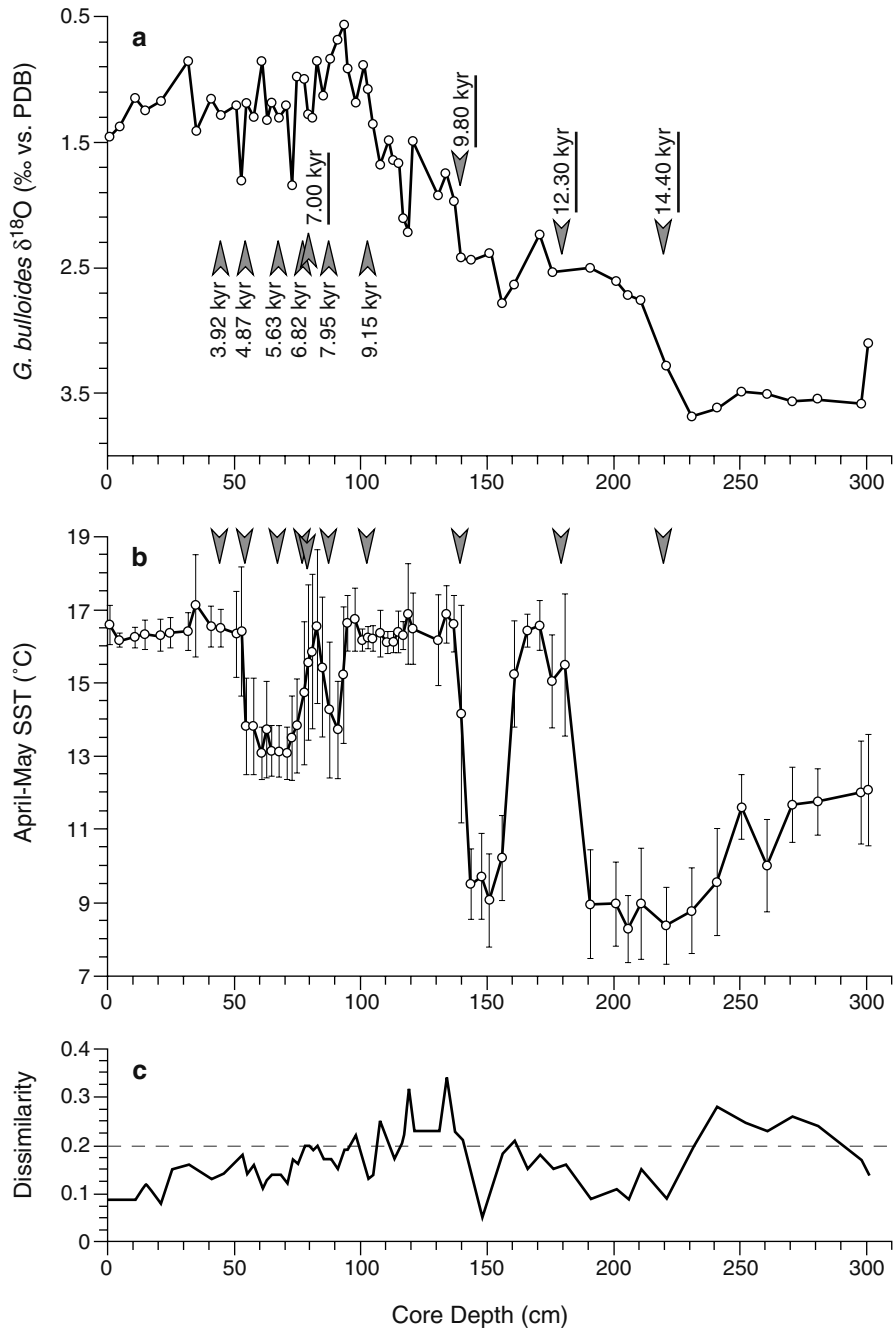 a
G. bulloides δ18O (‰ vs. PDB)
0.5
1.5
2.5
3.5
3.92 kyr
4.87 kyr
5.63 kyr
6.82 kyr
7.00 kyr
7.95 kyr
9.15 kyr
9.80 kyr
12.30 kyr
14.40 kyr
0 50 100 150 200 250 300
b
April-May SST (˚C)
19
17
15
13
11
9
7
0 50 100 150 200 250 300
c
Dissimilarity
0.4
0.3
0.2
0.1
0
0 50 100 150 200 250 300
Core Depth (cm)